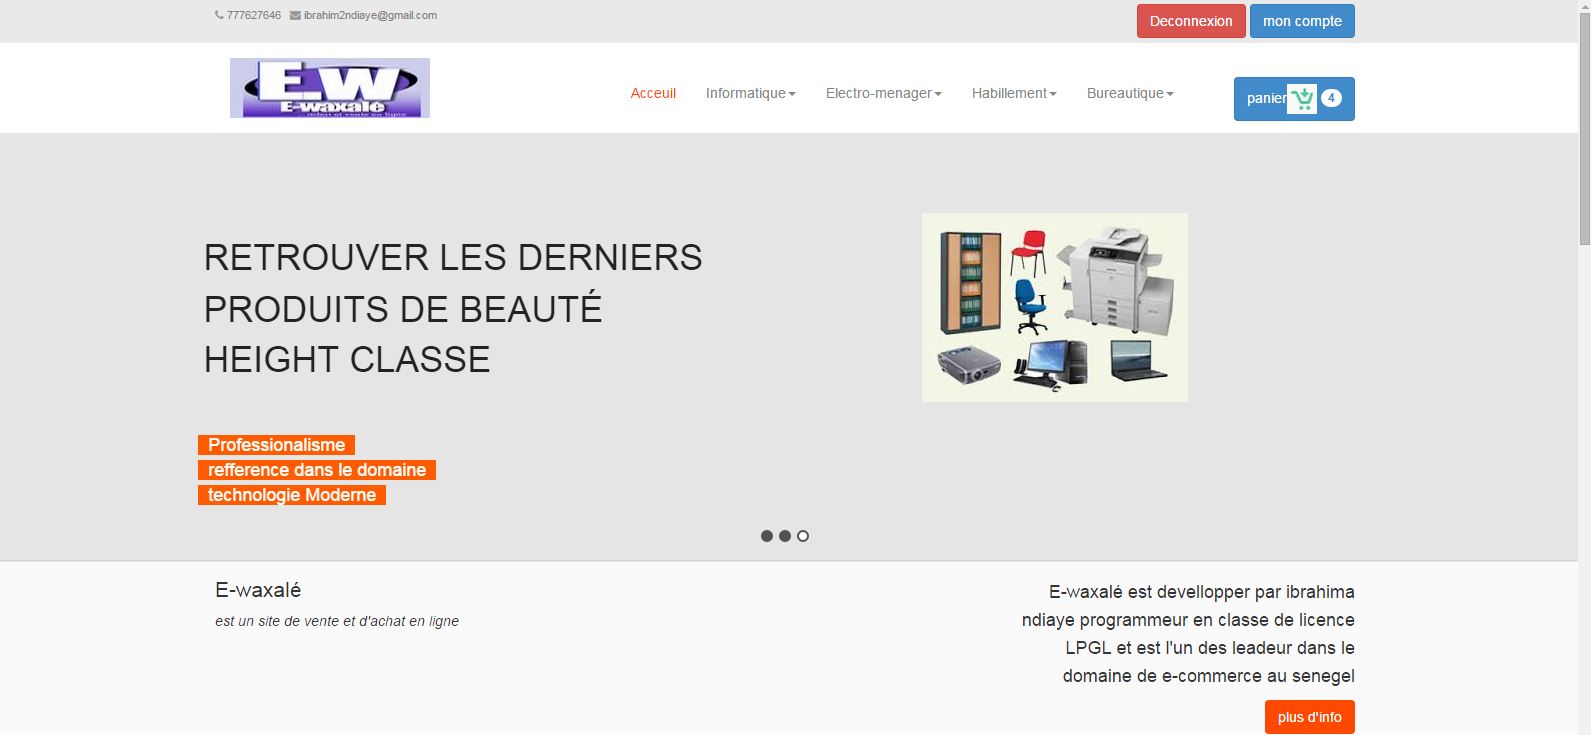 777627646 ibrahim2ndiaye@gmail.com
Deconnexion mon compte
E.W
E-waxalé
...achat et vente en ligne
Acceuil Informatique Electro-menager Habillement Bureautique
panier 4
RETROUVER LES DERNIERS
PRODUITS DE BEAUTÉ
HEIGHT CLASSE
Professionalisme
refference dans le domaine
technologie Moderne
E-waxalé
est un site de vente et d'achat en ligne
E-waxalé est devellopper par ibrahima
ndiaye programmeur en classe de licence
LPGL et est l'un des leadeur dans le
domaine de e-commerce au senegel
plus d'info